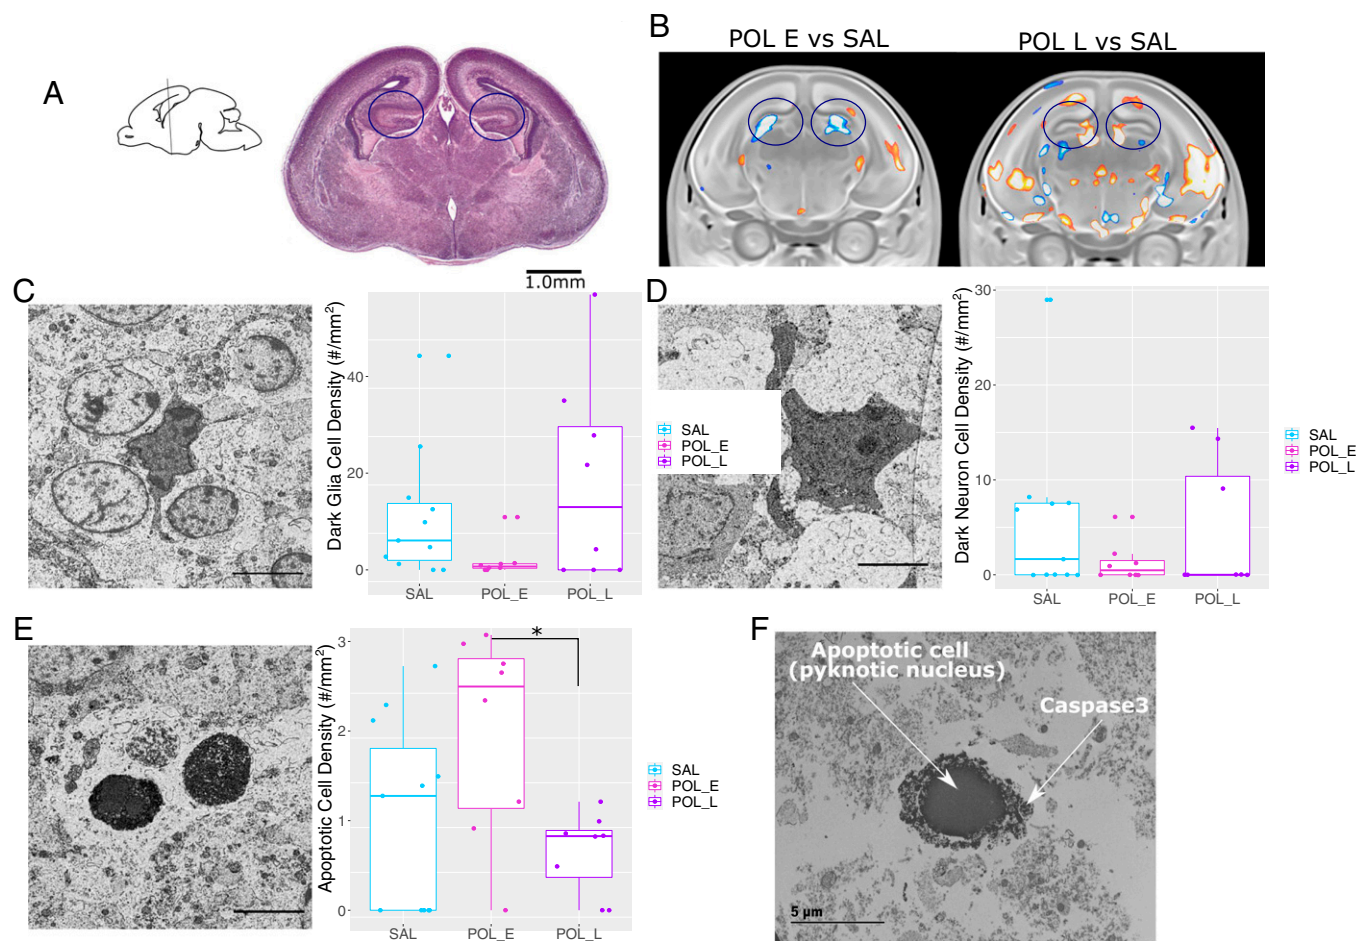 A
1.0mm
B
POL E vs SAL
POL L vs SAL
C
Dark Glia Cell Density (#/mm²)
40
20
0
SAL
POL_E
POL_L
D
SAL
POL_E
POL_L
Dark Neuron Cell Density (#/mm²)
30
20
10
0
SAL
POL_E
POL_L
SAL
POL_E
POL_L
E
Apoptotic Cell Density (#/mm²)
3
2
1
0
*
SAL
POL_E
POL_L
SAL
POL_E
POL_L
F
Apoptotic cell
(pyknotic nucleus)
Caspase3
5 µm